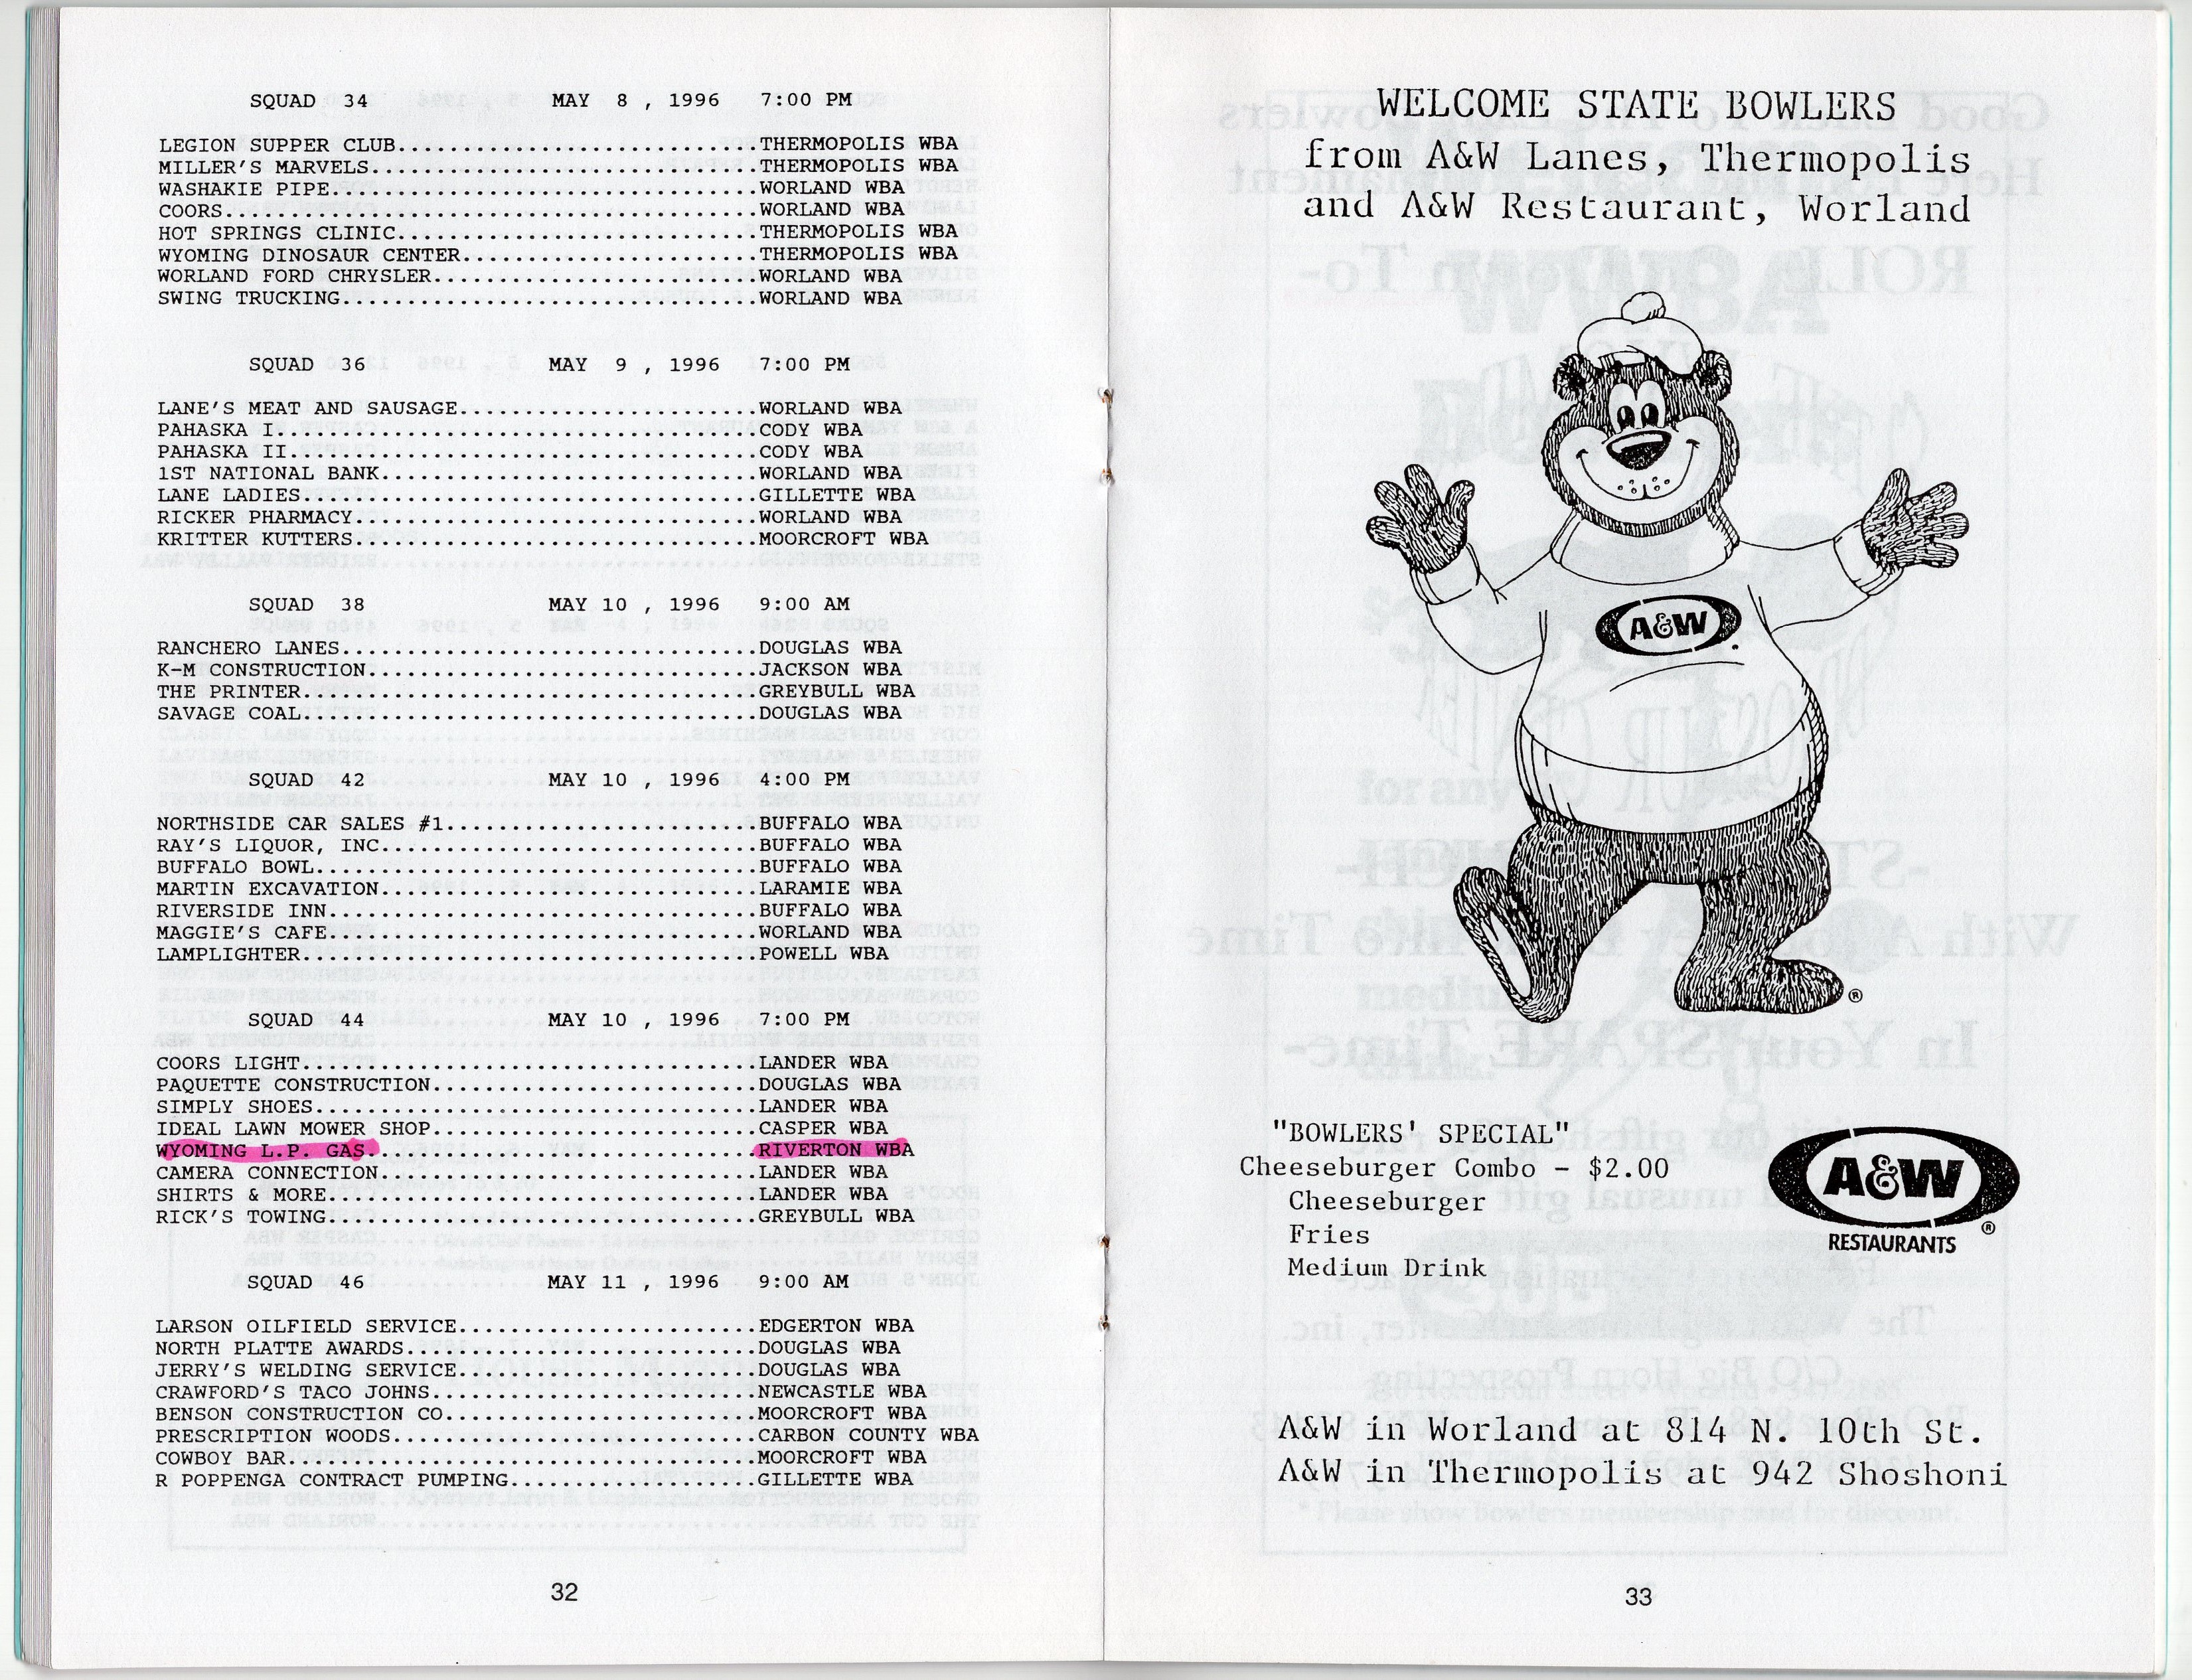 SQUAD 34 MAY 8 , 1996 7:00 PM
LEGION SUPPER CLUB...........................THERMOPOLIS WBA
MILLER'S MARVELS.............................THERMOPOLIS WBA
WASHAKIE PIPE................................WORLAND WBA
COORS........................................WORLAND WBA
HOT SPRINGS CLINIC...........................THERMOPOLIS WBA
WYOMING DINOSAUR CENTER......................THERMOPOLIS WBA
WORLAND FORD CHRYSLER........................WORLAND WBA
SWING TRUCKING...............................WORLAND WBA
SQUAD 36 MAY 9 , 1996 7:00 PM
LANE'S MEAT AND SAUSAGE......................WORLAND WBA
PAHASKA I....................................CODY WBA
PAHASKA II...................................CODY WBA
1ST NATIONAL BANK............................WORLAND WBA
LANE LADIES..................................GILLETTE WBA
RICKER PHARMACY..............................WORLAND WBA
KRITTER KUTTERS..............................MOORCROFT WBA
SQUAD 38 MAY 10 , 1996 9:00 AM
RANCHERO LANES...............................DOUGLAS WBA
K-M CONSTRUCTION.............................JACKSON WBA
THE PRINTER..................................GREYBULL WBA
SAVAGE COAL..................................DOUGLAS WBA
SQUAD 42 MAY 10 , 1996 4:00 PM
NORTHSIDE CAR SALES #1.......................BUFFALO WBA
RAY'S LIQUOR, INC............................BUFFALO WBA
BUFFALO BOWL.................................BUFFALO WBA
MARTIN EXCAVATION............................LARAMIE WBA
RIVERSIDE INN................................BUFFALO WBA
MAGGIE'S CAFE................................WORLAND WBA
LAMPLIGHTER..................................POWELL WBA
SQUAD 44 MAY 10 , 1996 7:00 PM
COORS LIGHT..................................LANDER WBA
PAQUETTE CONSTRUCTION........................DOUGLAS WBA
SIMPLY SHOES.................................LANDER WBA
IDEAL LAWN MOWER SHOP........................CASPER WBA
WYOMING L.P. GAS.............................RIVERTON WBA
CAMERA CONNECTION............................LANDER WBA
SHIRTS & MORE................................LANDER WBA
RICK'S TOWING................................GREYBULL WBA
SQUAD 46 MAY 11 , 1996 9:00 AM
LARSON OILFIELD SERVICE......................EDGERTON WBA
NORTH PLATTE AWARDS..........................DOUGLAS WBA
JERRY'S WELDING SERVICE......................DOUGLAS WBA
CRAWFORD'S TACO JOHNS........................NEWCASTLE WBA
BENSON CONSTRUCTION CO.......................MOORCROFT WBA
PRESCRIPTION WOODS...........................CARBON COUNTY WBA
COWBOY BAR...................................MOORCROFT WBA
R POPPENGA CONTRACT PUMPING..................GILLETTE WBA
32
WELCOME STATE BOWLERS
from A&W Lanes, Thermopolis
and A&W Restaurant, Worland
A&W
®
"BOWLERS' SPECIAL"
Cheeseburger Combo - $2.00
Cheeseburger
Fries
Medium Drink
A&W
®
RESTAURANTS
A&W in Worland at 814 N. 10th St.
A&W in Thermopolis at 942 Shoshoni
33